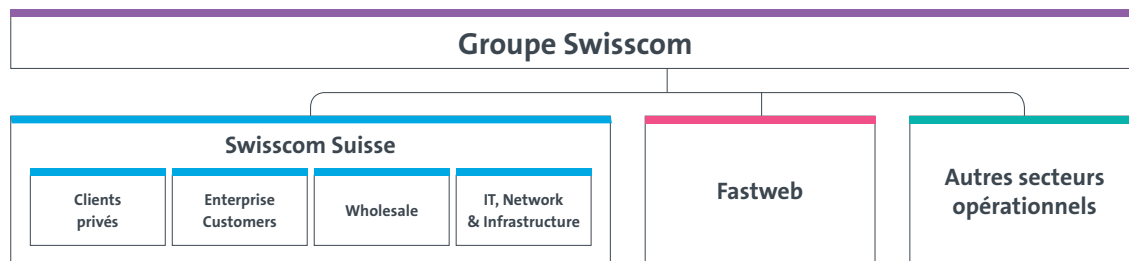 Groupe Swisscom
Swisscom Suisse
Clients
privés
Enterprise
Customers
Wholesale
IT, Network
& Infrastructure
Fastweb
Autres secteurs
opérationnels